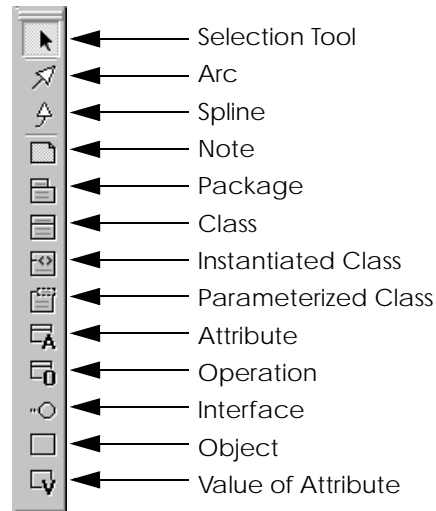 Selection Tool
Arc
Spline
Note
Package
Class
Instantiated Class
Parameterized Class
A Attribute
O Operation
Interface
Object
V Value of Attribute